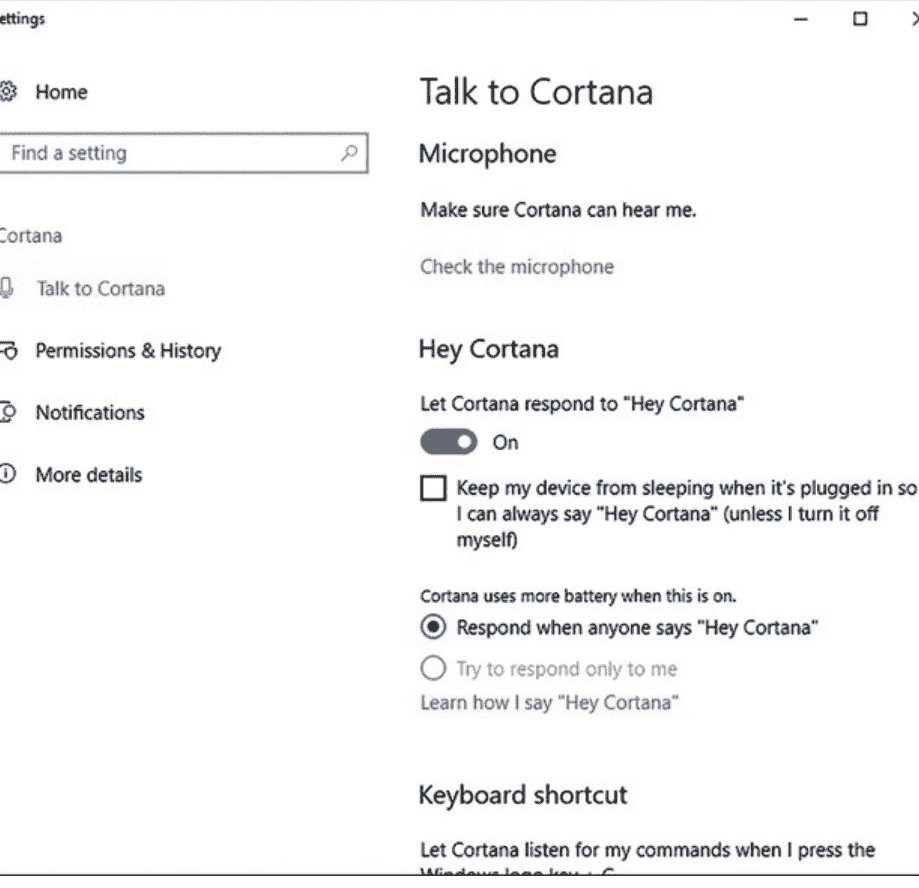 ettings
Home
Find a setting
Cortana
Talk to Cortana
Permissions & History
Notifications
More details
Talk to Cortana
Microphone
Make sure Cortana can hear me.
Check the microphone
Hey Cortana
Let Cortana respond to "Hey Cortana"
On
Keep my device from sleeping when it's plugged in so
I can always say "Hey Cortana" (unless I turn it off
myself)
Cortana uses more battery when this is on.
Respond when anyone says "Hey Cortana"
Try to respond only to me
Learn how I say "Hey Cortana"
Keyboard shortcut
Let Cortana listen for my commands when I press the
Windows logo key + C